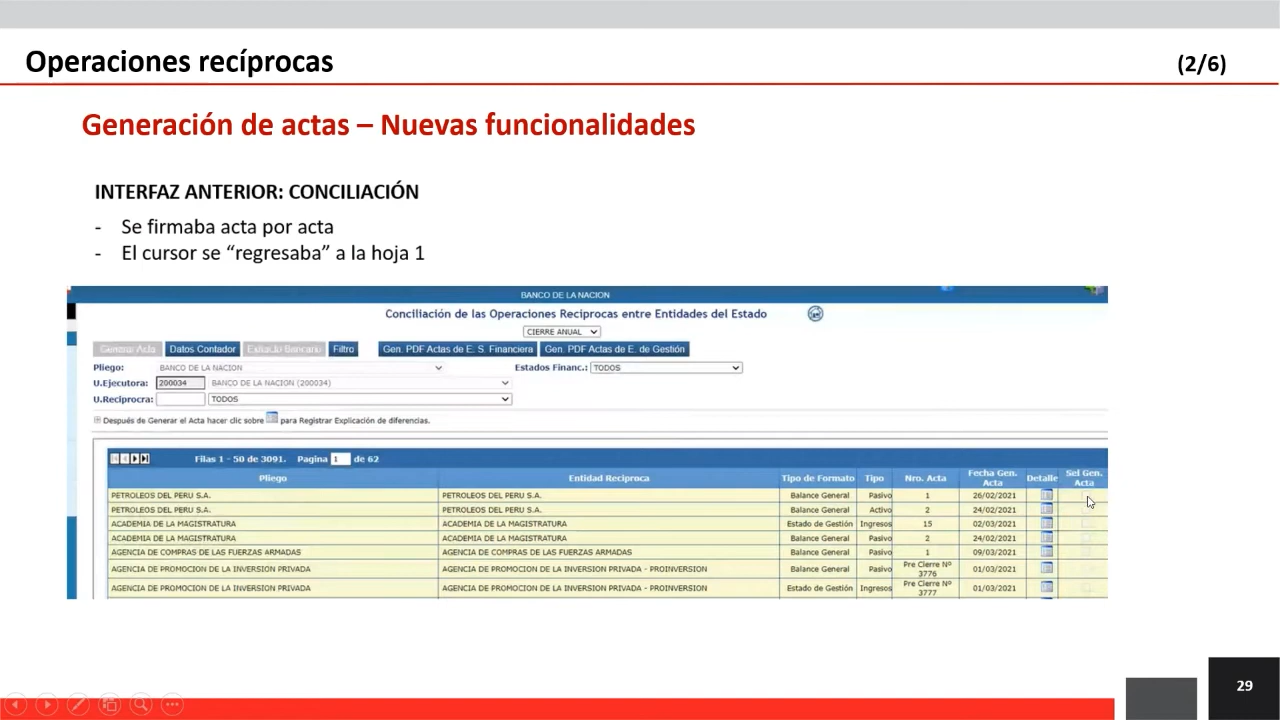 Operaciones recíprocas
(2/6)
Generación de actas – Nuevas funcionalidades
INTERFAZ ANTERIOR: CONCILIACIÓN
- Se firmaba acta por acta
- El cursor se “regresaba” a la hoja 1
BANCO DE LA NACION
Conciliación de las Operaciones Reciprocas entre Entidades del Estado
CIERRE ANUAL
Generar Acta Datos Contador Extracto Bancario Filtro Gen. PDF Actas de E. S. Financiera Gen. PDF Actas de E. de Gestión
Pliego: BANCO DE LA NACION Estados Financ.: TODOS
U.Ejecutora: 200034 BANCO DE LA NACION (200034)
U.Reciprocra: TODOS
Después de Generar el Acta hacer clic sobre para Registrar Explicación de diferencias.
Filas 1 - 50 de 3091. Pagina 1 de 62
Pliego Entidad Reciproca Tipo de Formato Tipo Nro. Acta Fecha Gen. Acta Detalle Sel Gen. Acta
PETROLEOS DEL PERU S.A. PETROLEOS DEL PERU S.A. Balance General Pasivo 1 26/02/2021
PETROLEOS DEL PERU S.A. PETROLEOS DEL PERU S.A. Balance General Activo 2 24/02/2021
ACADEMIA DE LA MAGISTRATURA ACADEMIA DE LA MAGISTRATURA Estado de Gestión Ingresos 15 02/03/2021
ACADEMIA DE LA MAGISTRATURA ACADEMIA DE LA MAGISTRATURA Balance General Pasivo 2 24/02/2021
AGENCIA DE COMPRAS DE LAS FUERZAS ARMADAS AGENCIA DE COMPRAS DE LAS FUERZAS ARMADAS Balance General Pasivo 1 09/03/2021
AGENCIA DE PROMOCION DE LA INVERSION PRIVADA AGENCIA DE PROMOCION DE LA INVERSION PRIVADA - PROINVERSION Balance General Pasivo Pre Cierre Nº 3776 01/03/2021
AGENCIA DE PROMOCION DE LA INVERSION PRIVADA AGENCIA DE PROMOCION DE LA INVERSION PRIVADA - PROINVERSION Estado de Gestión Ingresos Pre Cierre Nº 3777 01/03/2021
29